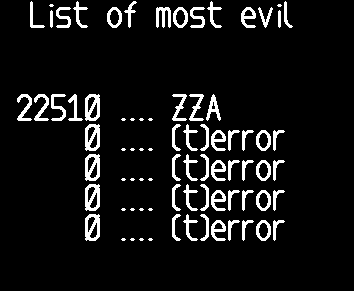 List of most evil
22510 .... ZZA
0 .... (t)error
0 .... (t)error
0 .... (t)error
0 .... (t)error